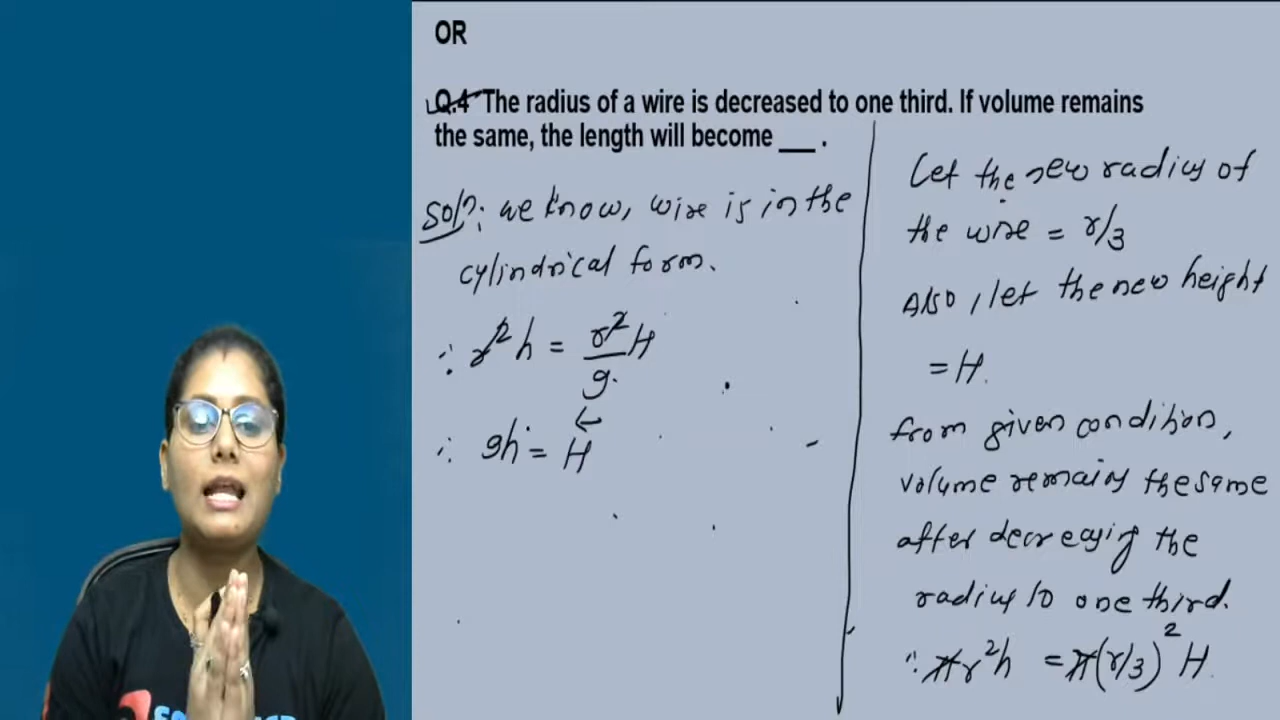 OR
Q.4 The radius of a wire is decreased to one third. If volume remains
the same, the length will become ___ .
Soln: we know, wire is in the
cylindrical form.
∴ r²h = r²/9 H
∴ 9h = H
Let the new radius of
the wire = r/3
Also, let the new height
= H.
from given condition,
volume remains the same
after decreasing the
radius to one third.
∴ πr²h = π(r/3)² H